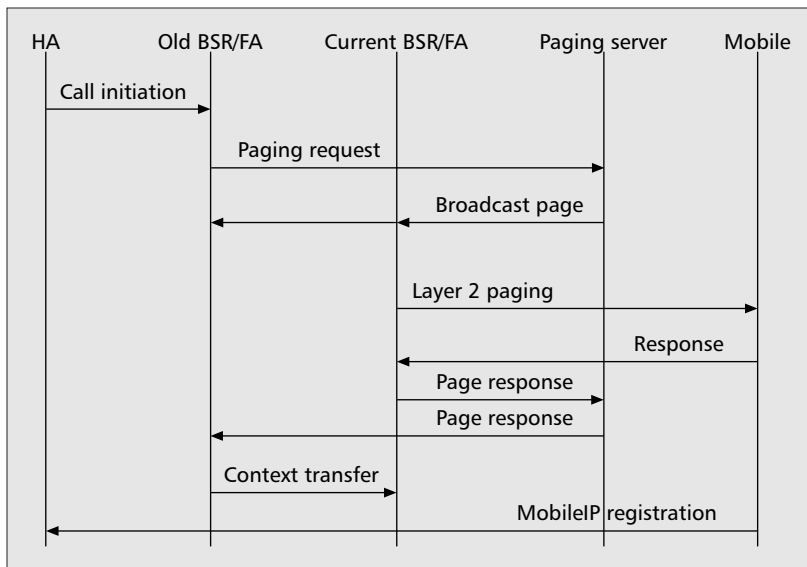 HA Old BSR/FA Current BSR/FA Paging server Mobile
Call initiation
Paging request
Broadcast page
Layer 2 paging
Response
Page response
Page response
Context transfer
MobileIP registration